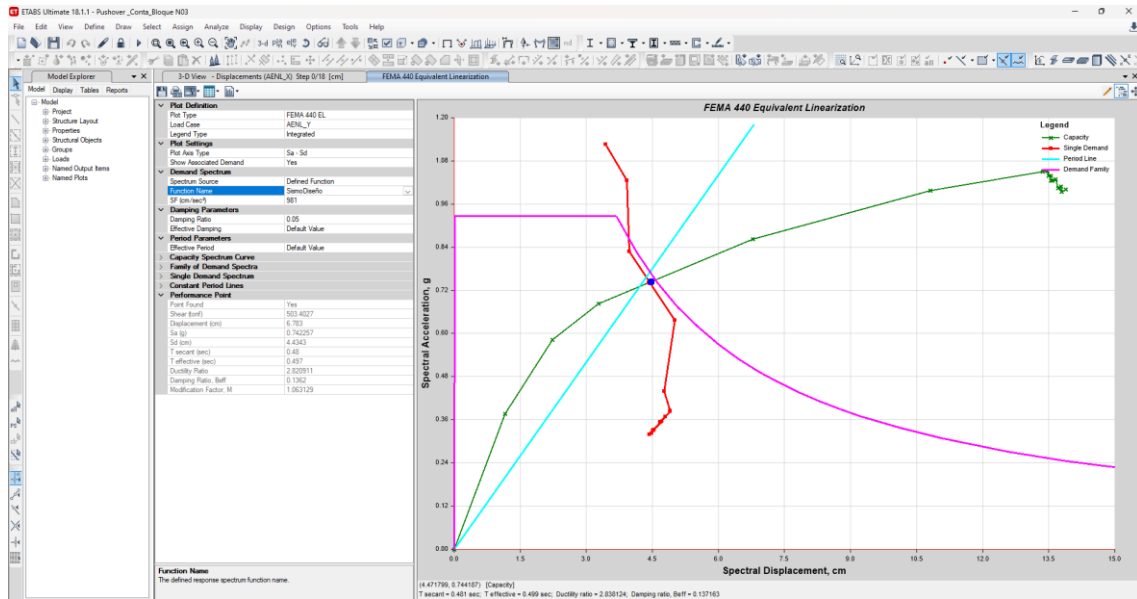 ETABS Ultimate 18.1.1 - Pushover _Conta_Bloque N03
File Edit View Define Draw Select Assign Analyze Display Design Options Tools Help
Model Explorer
3-D View - Displacements (AENL_X) Step 0/18 [cm]
FEMA 440 Equivalent Linearization
Model Display Tables Reports
Model
Project
Structure Layout
Properties
Structural Objects
Groups
Loads
Named Output Items
Named Plots
Plot Definition
Plot Type FEMA 440 EL
Load Case AENL_Y
Legend Type Integrated
Plot Settings
Plot Axis Type Sa - Sd
Show Associated Demand Yes
Demand Spectrum
Spectrum Source Defined Function
Function Name SismoDiseño
SF (cm/sec²) 981
Damping Parameters
Damping Ratio 0.05
Effective Damping Default Value
Period Parameters
Effective Period Default Value
Capacity Spectrum Curve
Family of Demand Spectra
Single Demand Spectrum
Constant Period Lines
Performance Point
Point Found Yes
Shear (tonf) 503.4027
Displacement (cm) 6.783
Sa (g) 0.742257
Sd (cm) 4.4343
T secant (sec) 0.48
T effective (sec) 0.497
Ductility Ratio 2.820911
Damping Ratio, Beff 0.1362
Modification Factor, M 1.063129
Function Name
The defined response spectrum function name.
FEMA 440 Equivalent Linearization
Legend
Capacity
Single Demand
Period Line
Demand Family
1.20
1.08
0.96
0.84
0.72
0.60
0.48
0.36
0.24
0.12
0.00
Spectral Acceleration, g
0.0 1.5 3.0 4.5 6.0 7.5 9.0 10.5 12.0 13.5 15.0
Spectral Displacement, cm
(4.471799, 0.744187) [Capacity]
T secant = 0.481 sec; T effective = 0.499 sec; Ductility ratio = 2.838124; Damping ratio, Beff = 0.137163